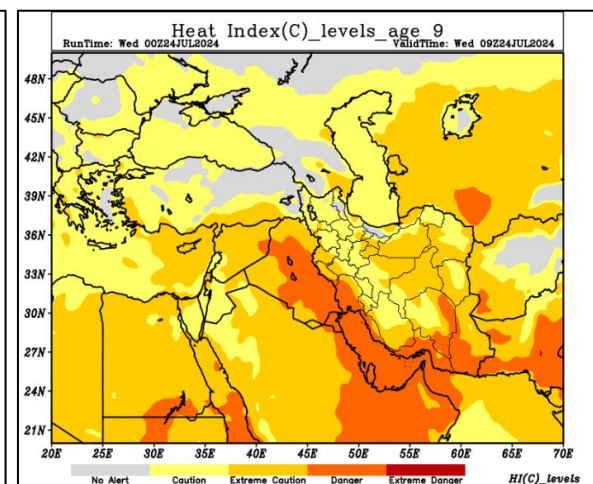 Heat Index(C)_levels_age 9
RunTime: Wed 00Z24JUL2024 ValidTime: Wed 09Z24JUL2024
48N
45N
42N
39N
36N
33N
30N
27N
24N
21N
20E 25E 30E 35E 40E 45E 50E 55E 60E 65E 70E
No Alert Caution Extreme Caution Danger Extreme Danger
HI(C)_levels